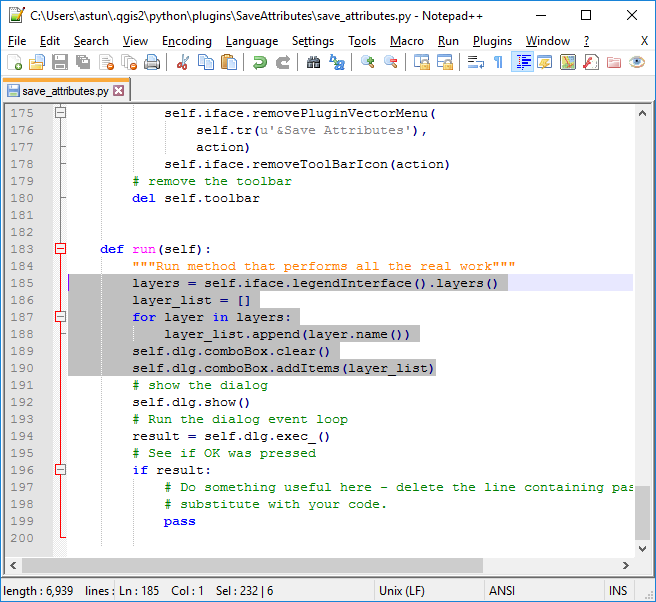 C:\Users\astun\.qgis2\python\plugins\SaveAttributes\save_attributes.py - Notepad++
File Edit Search View Encoding Language Settings Tools Macro Run Plugins Window ? X
save_attributes.py
175             self.iface.removePluginVectorMenu(
176                 self.tr(u'&Save Attributes'),
177                 action)
178             self.iface.removeToolBarIcon(action)
179         # remove the toolbar
180         del self.toolbar
181
182
183     def run(self):
184         """Run method that performs all the real work"""
185         layers = self.iface.legendInterface().layers()
186         layer_list = []
187         for layer in layers:
188             layer_list.append(layer.name())
189         self.dlg.comboBox.clear()
190         self.dlg.comboBox.addItems(layer_list)
191         # show the dialog
192         self.dlg.show()
193         # Run the dialog event loop
194         result = self.dlg.exec_()
195         # See if OK was pressed
196         if result:
197             # Do something useful here - delete the line containing pas
198             # substitute with your code.
199             pass
200
length : 6,939 lines : Ln : 185 Col : 1 Sel : 232 | 6 Unix (LF) ANSI INS